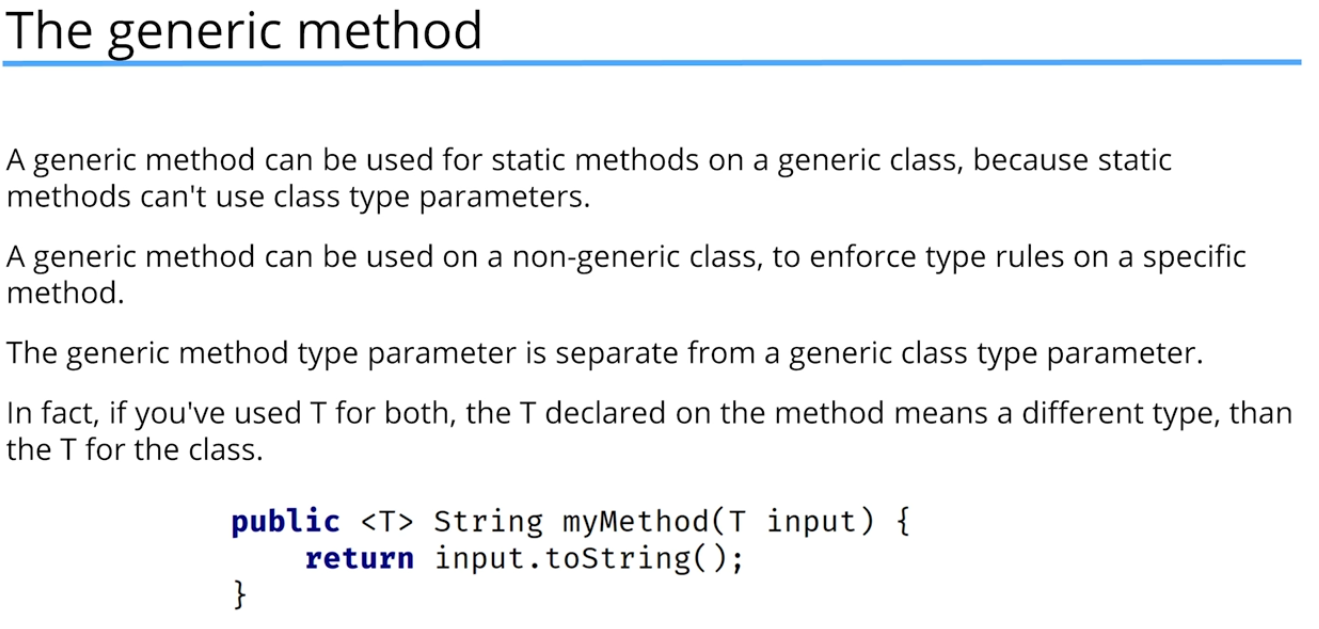 The generic method
A generic method can be used for static methods on a generic class, because static
methods can't use class type parameters.
A generic method can be used on a non-generic class, to enforce type rules on a specific
method.
The generic method type parameter is separate from a generic class type parameter.
In fact, if you've used T for both, the T declared on the method means a different type, than
the T for the class.
public <T> String myMethod(T input) {
    return input.toString();
}